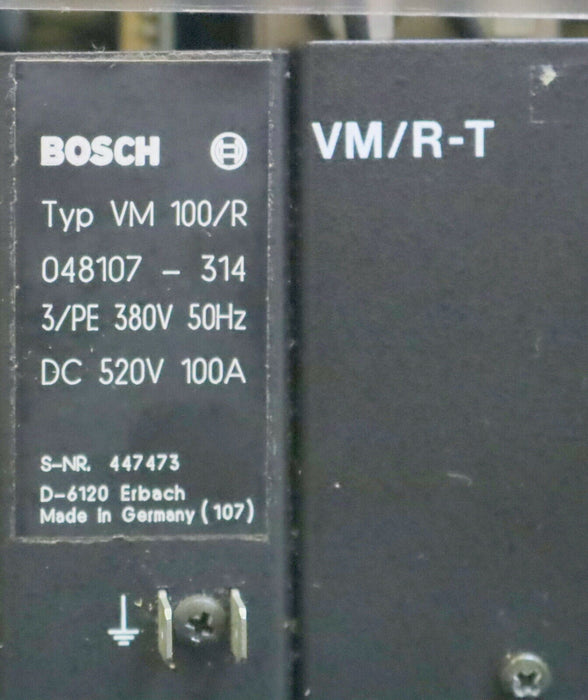 BOSCH
Typ VM 100/R
048107 - 314
3/PE 380V 50Hz
DC 520V 100A
S-NR. 447473
D-6120 Erbach
Made in Germany (107)
VM/R-T